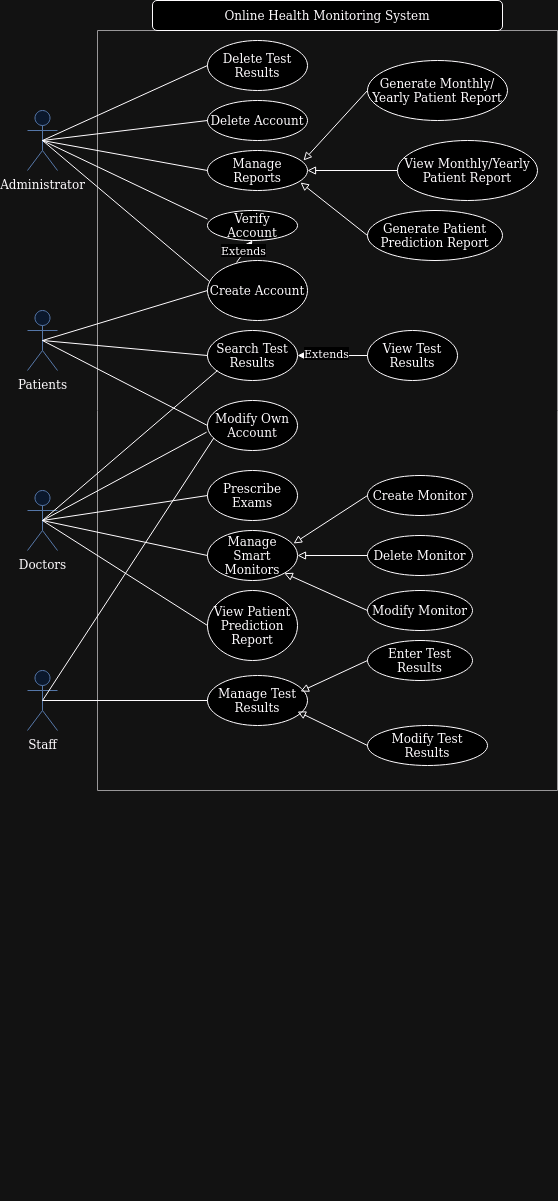 Online Health Monitoring System
Delete Test
Results
Generate Monthly/
Yearly Patient Report
Delete Account
Manage
Reports
View Monthly/Yearly
Patient Report
Administrator
Verify
Account
Generate Patient
Prediction Report
Extends
Create Account
Search Test
Results
Extends
View Test
Results
Patients
Modify Own
Account
Prescribe
Exams
Create Monitor
Manage
Smart
Monitors
Delete Monitor
Doctors
Modify Monitor
View Patient
Prediction
Report
Enter Test
Results
Manage Test
Results
Staff
Modify Test
Results